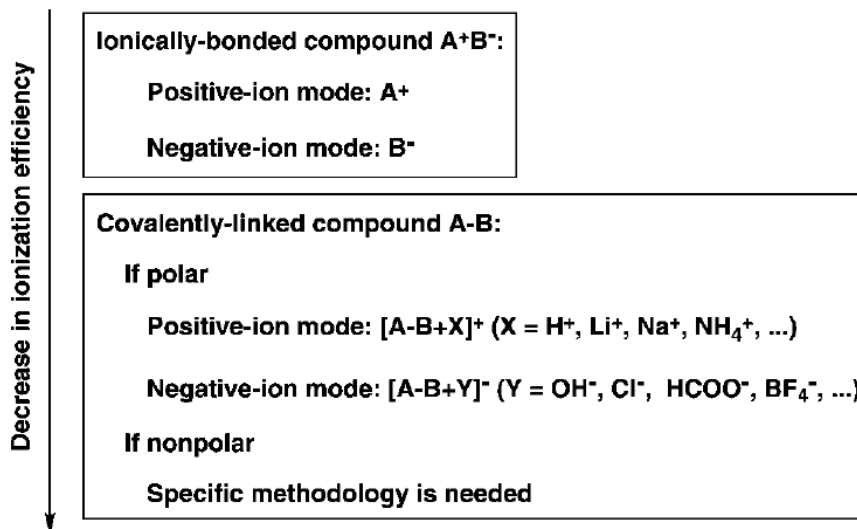 Decrease in ionization efficiency
Ionically-bonded compound A⁺B⁻:
Positive-ion mode: A⁺
Negative-ion mode: B⁻
Covalently-linked compound A-B:
If polar
Positive-ion mode: [A-B+X]⁺ (X = H⁺, Li⁺, Na⁺, NH₄⁺, ...)
Negative-ion mode: [A-B+Y]⁻ (Y = OH⁻, Cl⁻, HCOO⁻, BF₄⁻, ...)
If nonpolar
Specific methodology is needed